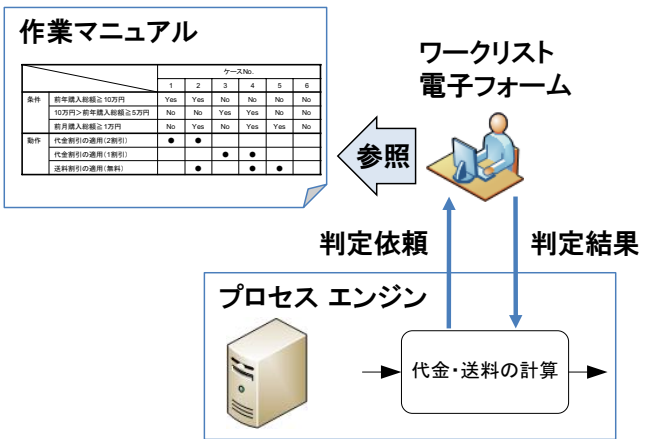 作業マニュアル
ケースNo.
1 2 3 4 5 6
条件 前年購入総額≧10万円 Yes Yes No No No No
10万円>前年購入総額≧5万円 No No Yes Yes No No
前月購入総額≧1万円 No Yes No Yes Yes No
動作 代金割引の適用(2割引) ● ●
代金割引の適用(1割引) ● ●
送料割引の適用(無料) ● ● ●
ワークリスト
電子フォーム
参照
判定依頼
判定結果
プロセス エンジン
代金・送料の計算